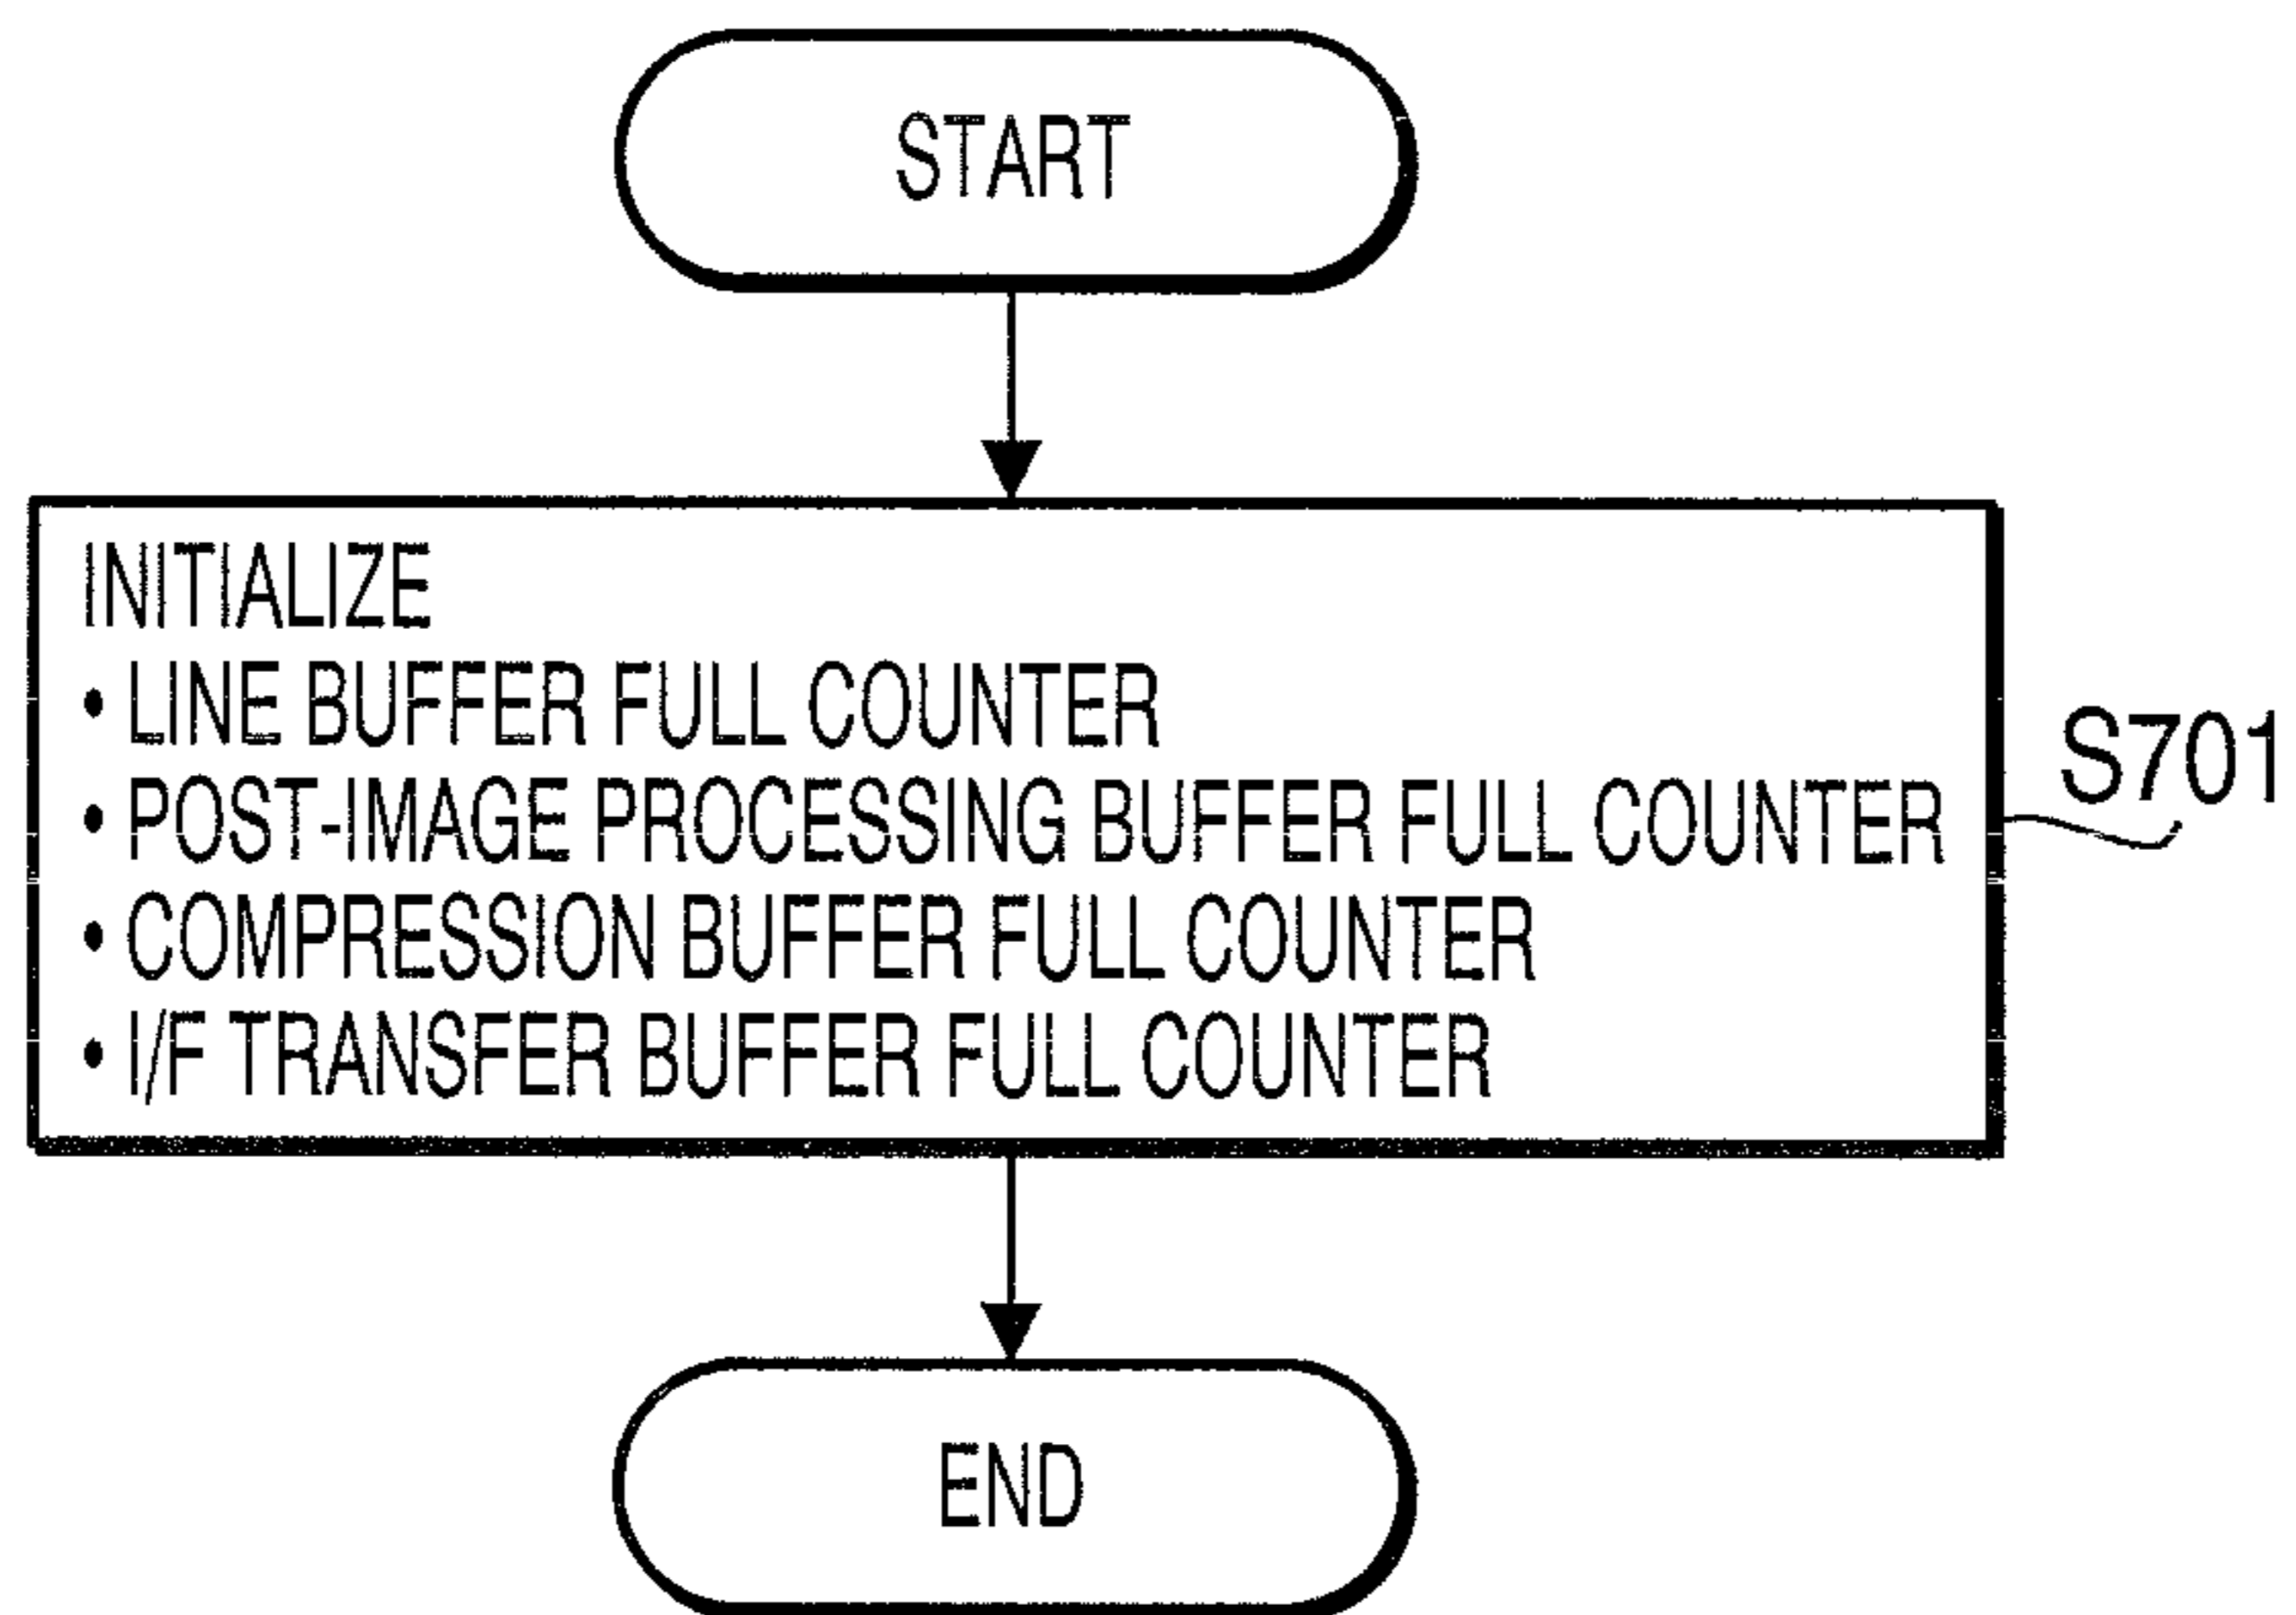 START
INITIALIZE
• LINE BUFFER FULL COUNTER
• POST-IMAGE PROCESSING BUFFER FULL COUNTER
• COMPRESSION BUFFER FULL COUNTER
• I/F TRANSFER BUFFER FULL COUNTER
S701
END